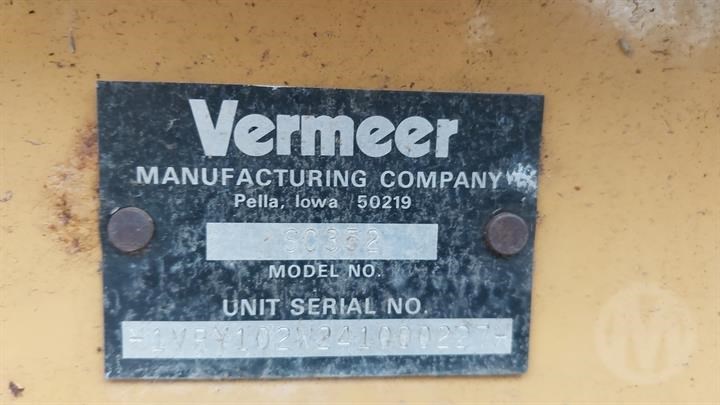 Vermeer
MANUFACTURING COMPANY
Pella, Iowa 50219
SC352
MODEL NO.
UNIT SERIAL NO.